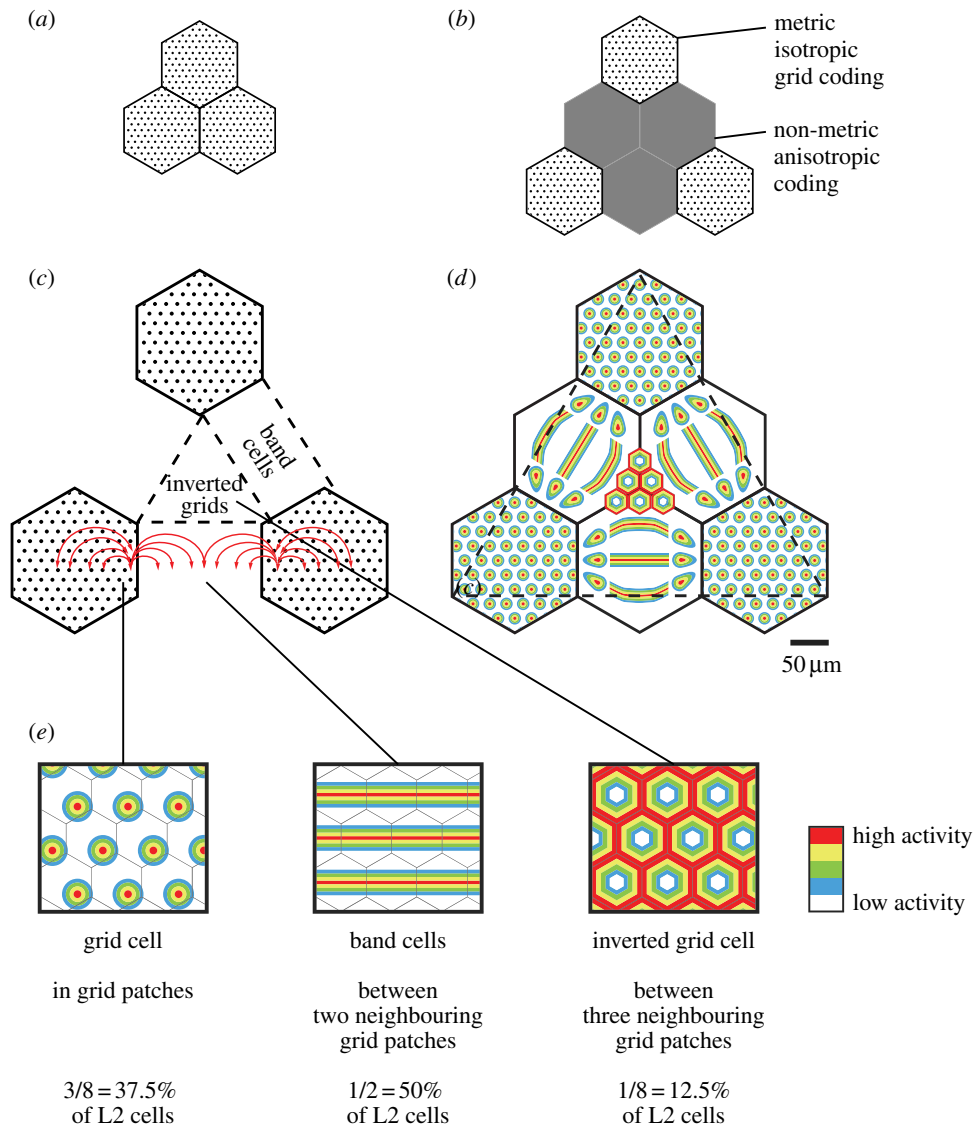 (a)
(b)
metric
isotropic
grid coding
non-metric
anisotropic
coding
(c)
band
cells
inverted
grids
(d)
(c)
50 µm
(e)
high activity
low activity
grid cell
in grid patches
3/8 = 37.5%
of L2 cells
band cells
between
two neighbouring
grid patches
1/2 = 50%
of L2 cells
inverted grid cell
between
three neighbouring
grid patches
1/8 = 12.5%
of L2 cells